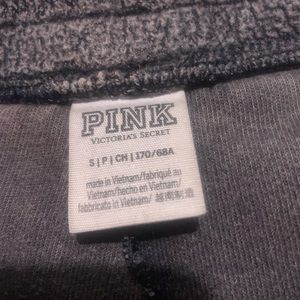 PINK
VICTORIA'S SECRET
S | P | CH | 170/68A
made in Vietnam/fabriqué au
Vietnam/hecho en Vietnam/
fabbricato in Vietnam/ 越南制造